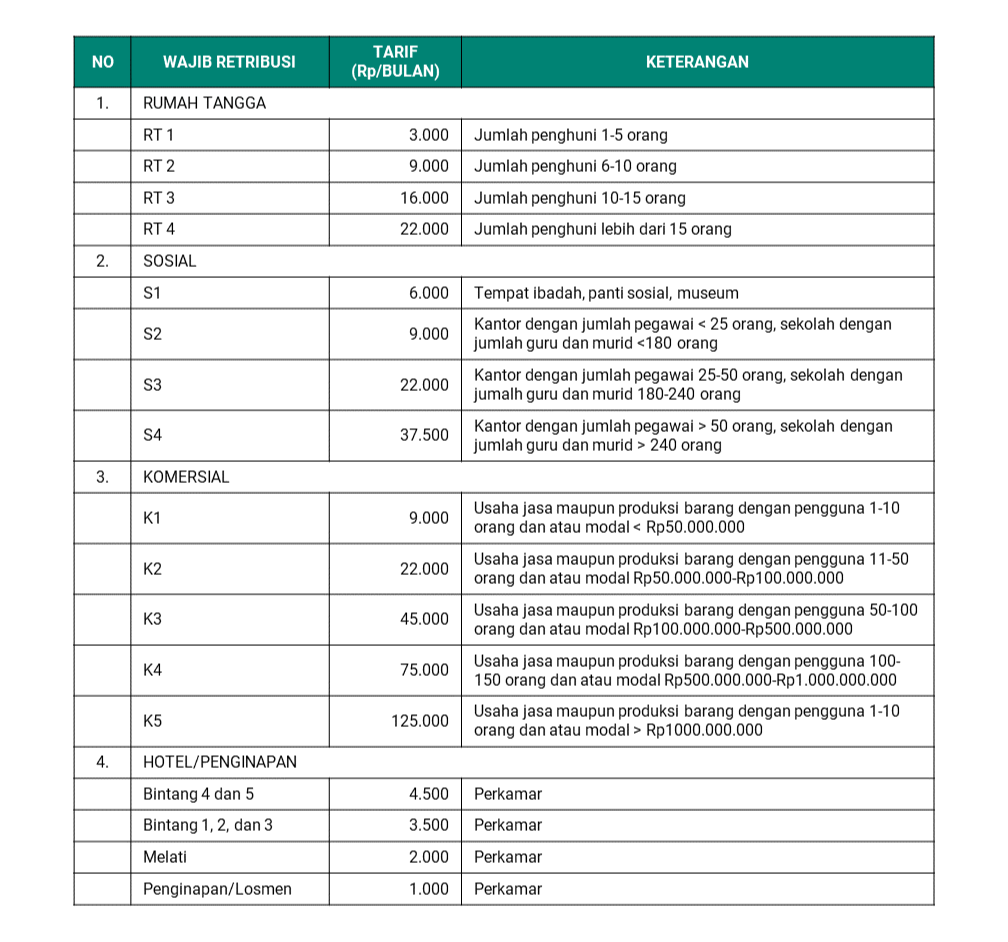 NO WAJIB RETRIBUSI TARIF (Rp/BULAN) KETERANGAN
1. RUMAH TANGGA
RT 1 3.000 Jumlah penghuni 1-5 orang
RT 2 9.000 Jumlah penghuni 6-10 orang
RT 3 16.000 Jumlah penghuni 10-15 orang
RT 4 22.000 Jumlah penghuni lebih dari 15 orang
2. SOSIAL
S1 6.000 Tempat ibadah, panti sosial, museum
S2 9.000 Kantor dengan jumlah pegawai < 25 orang, sekolah dengan
jumlah guru dan murid <180 orang
S3 22.000 Kantor dengan jumlah pegawai 25-50 orang, sekolah dengan
jumalh guru dan murid 180-240 orang
S4 37.500 Kantor dengan jumlah pegawai > 50 orang, sekolah dengan
jumlah guru dan murid > 240 orang
3. KOMERSIAL
K1 9.000 Usaha jasa maupun produksi barang dengan pengguna 1-10
orang dan atau modal < Rp50.000.000
K2 22.000 Usaha jasa maupun produksi barang dengan pengguna 11-50
orang dan atau modal Rp50.000.000-Rp100.000.000
K3 45.000 Usaha jasa maupun produksi barang dengan pengguna 50-100
orang dan atau modal Rp100.000.000-Rp500.000.000
K4 75.000 Usaha jasa maupun produksi barang dengan pengguna 100-
150 orang dan atau modal Rp500.000.000-Rp1.000.000.000
K5 125.000 Usaha jasa maupun produksi barang dengan pengguna 1-10
orang dan atau modal > Rp1000.000.000
4. HOTEL/PENGINAPAN
Bintang 4 dan 5 4.500 Perkamar
Bintang 1, 2, dan 3 3.500 Perkamar
Melati 2.000 Perkamar
Penginapan/Losmen 1.000 Perkamar